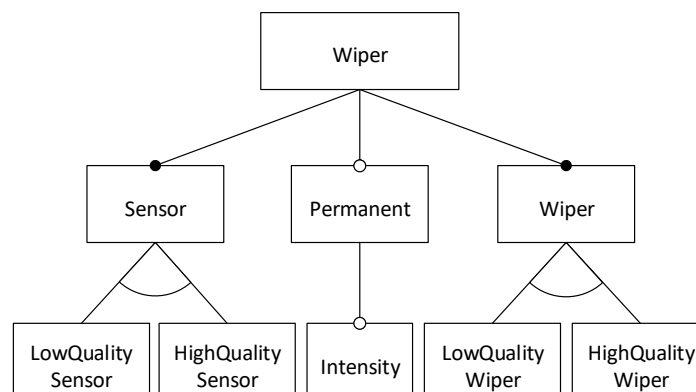 Wiper
Sensor
Permanent
Wiper
LowQuality
Sensor
HighQuality
Sensor
Intensity
LowQuality
Wiper
HighQuality
Wiper